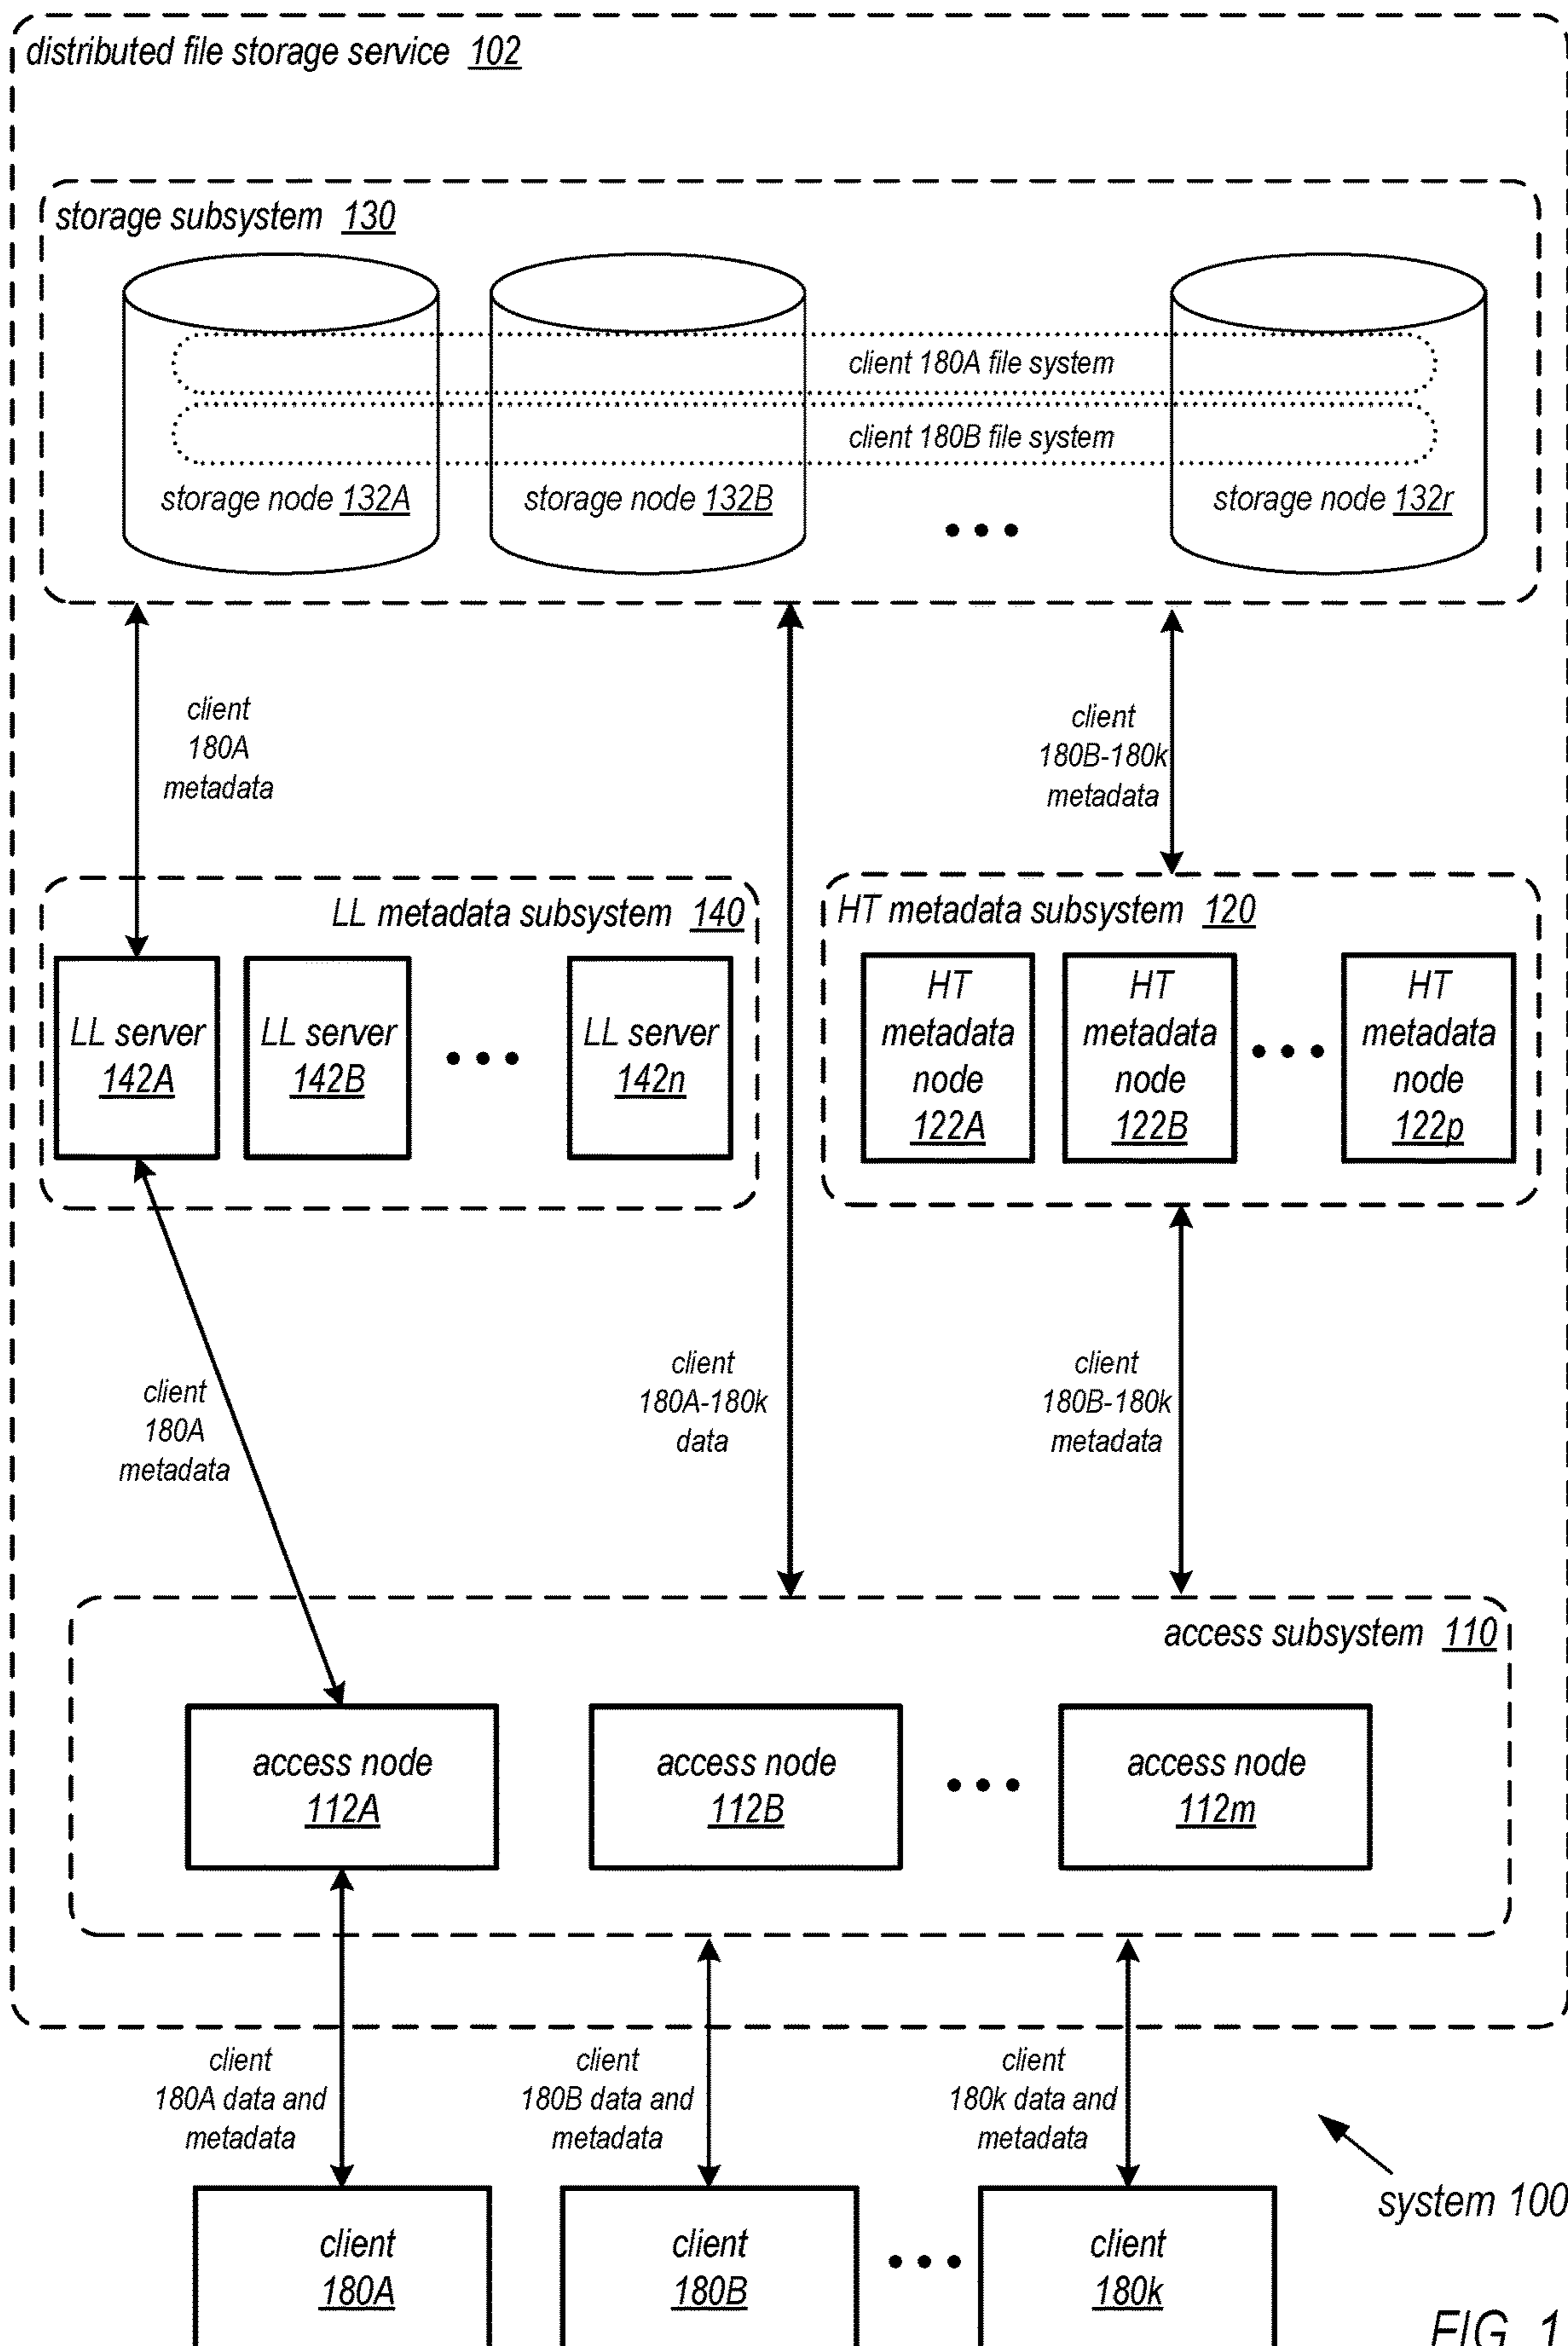 distributed file storage service 102
storage subsystem 130
client 180A file system
client 180B file system
storage node 132A
storage node 132B
storage node 132r
client
180A
metadata
client
180B-180k
metadata
LL metadata subsystem 140
HT metadata subsystem 120
LL server
142A
LL server
142B
LL server
142n
HT
metadata
node
122A
HT
metadata
node
122B
HT
metadata
node
122p
client
180A
metadata
client
180A-180k
data
client
180B-180k
metadata
access subsystem 110
access node
112A
access node
112B
access node
112m
client
180A data and
metadata
client
180B data and
metadata
client
180k data and
metadata
system 100
client
180A
client
180B
client
180k
FIG. 1